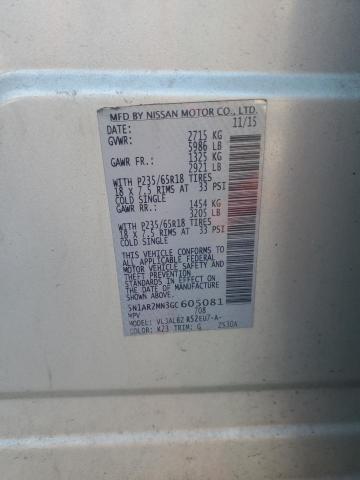 MFD BY NISSAN MOTOR CO., LTD.
DATE: 11/15
GVWR: 2715 KG
5986 LB
GAWR FR: 1325 KG
2921 LB
WITH P235/65R18 TIRES
18 X 7.5 RIMS AT 33 PSI
COLD SINGLE
GAWR RR: 1454 KG
3205 LB
WITH P235/65R18 TIRES
18 X 7.5 RIMS AT 33 PSI
COLD SINGLE
THIS VEHICLE CONFORMS TO ALL
APPLICABLE FEDERAL
MOTOR VEHICLE SAFETY AND
THEFT PREVENTION STANDARDS
IN EFFECT ON THE DATE OF
MANUFACTURE SHOWN ABOVE.
5N1AR2MN3GC605081
MPV 708
MODEL:
COLOR: K23 TRIM: G 2S30A